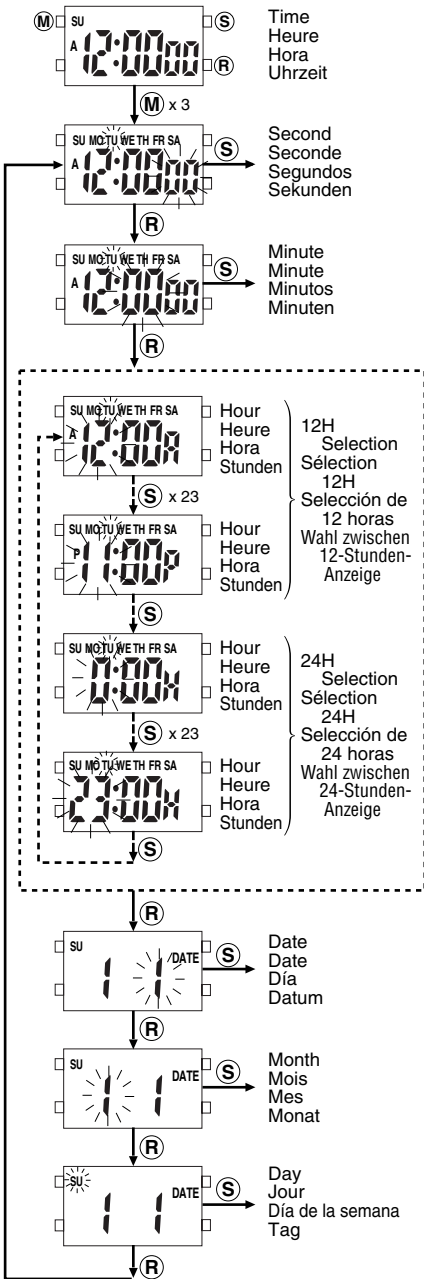 M SU S Time
Heure
A 12:00 00 R Hora
Uhrzeit
M x 3
SU MO TU WE TH FR SA Second
A 12:00 00 S Seconde
Segundos
Sekunden
R
SU MO TU WE TH FR SA Minute
A 12:00 00 S Minute
Minutos
Minuten
R
SU MO TU WE TH FR SA Hour
A 12:00 A Heure
Hora
Stunden
12H
Selection
Sélection
12H
Selección de
12 horas
Wahl zwischen
12-Stunden-
Anzeige
S x 23
SU MO TU WE TH FR SA Hour
P 11:00 P Heure
Hora
Stunden
S
SU MO TU WE TH FR SA Hour
0:00 H Heure
Hora
Stunden
24H
Selection
Sélection
24H
Selección de
24 horas
Wahl zwischen
24-Stunden-
Anzeige
S x 23
SU MO TU WE TH FR SA Hour
23:00 H Heure
Hora
Stunden
S
R
SU DATE S Date
1 1 Date
Día
Datum
R
SU DATE S Month
1 1 Mois
Mes
Monat
R
SU DATE S Day
1 1 Jour
Día de la semana
Tag
R